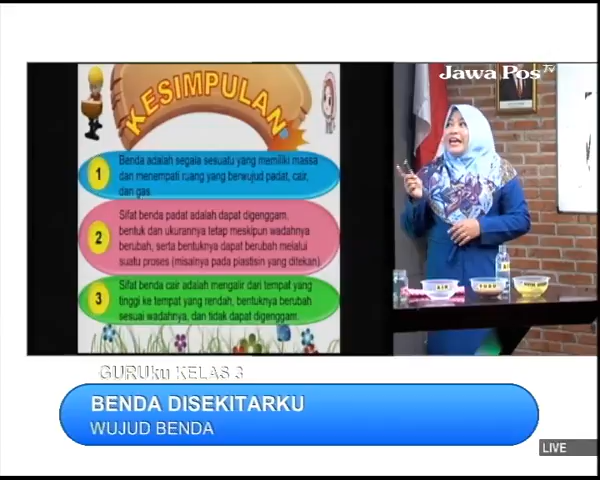 Jawa Pos TV
KESIMPULAN
1
Benda adalah segala sesuatu yang memiliki massa
dan menempati ruang yang berwujud padat, cair,
dan gas
2
Sifat benda padat adalah dapat digenggam,
bentuk dan ukurannya tetap meskipun wadahnya
berubah, serta bentuknya dapat berubah melalui
suatu proses (misalnya pada plastisin yang ditekan)
3
Sifat benda cair adalah mengalir dari tempat yang
tinggi ke tempat yang rendah, bentuknya berubah
sesuai wadahnya, dan tidak dapat digenggam.
AIR
SUSU
GURUku KELAS 3
BENDA DISEKITARKU
WUJUD BENDA
LIVE